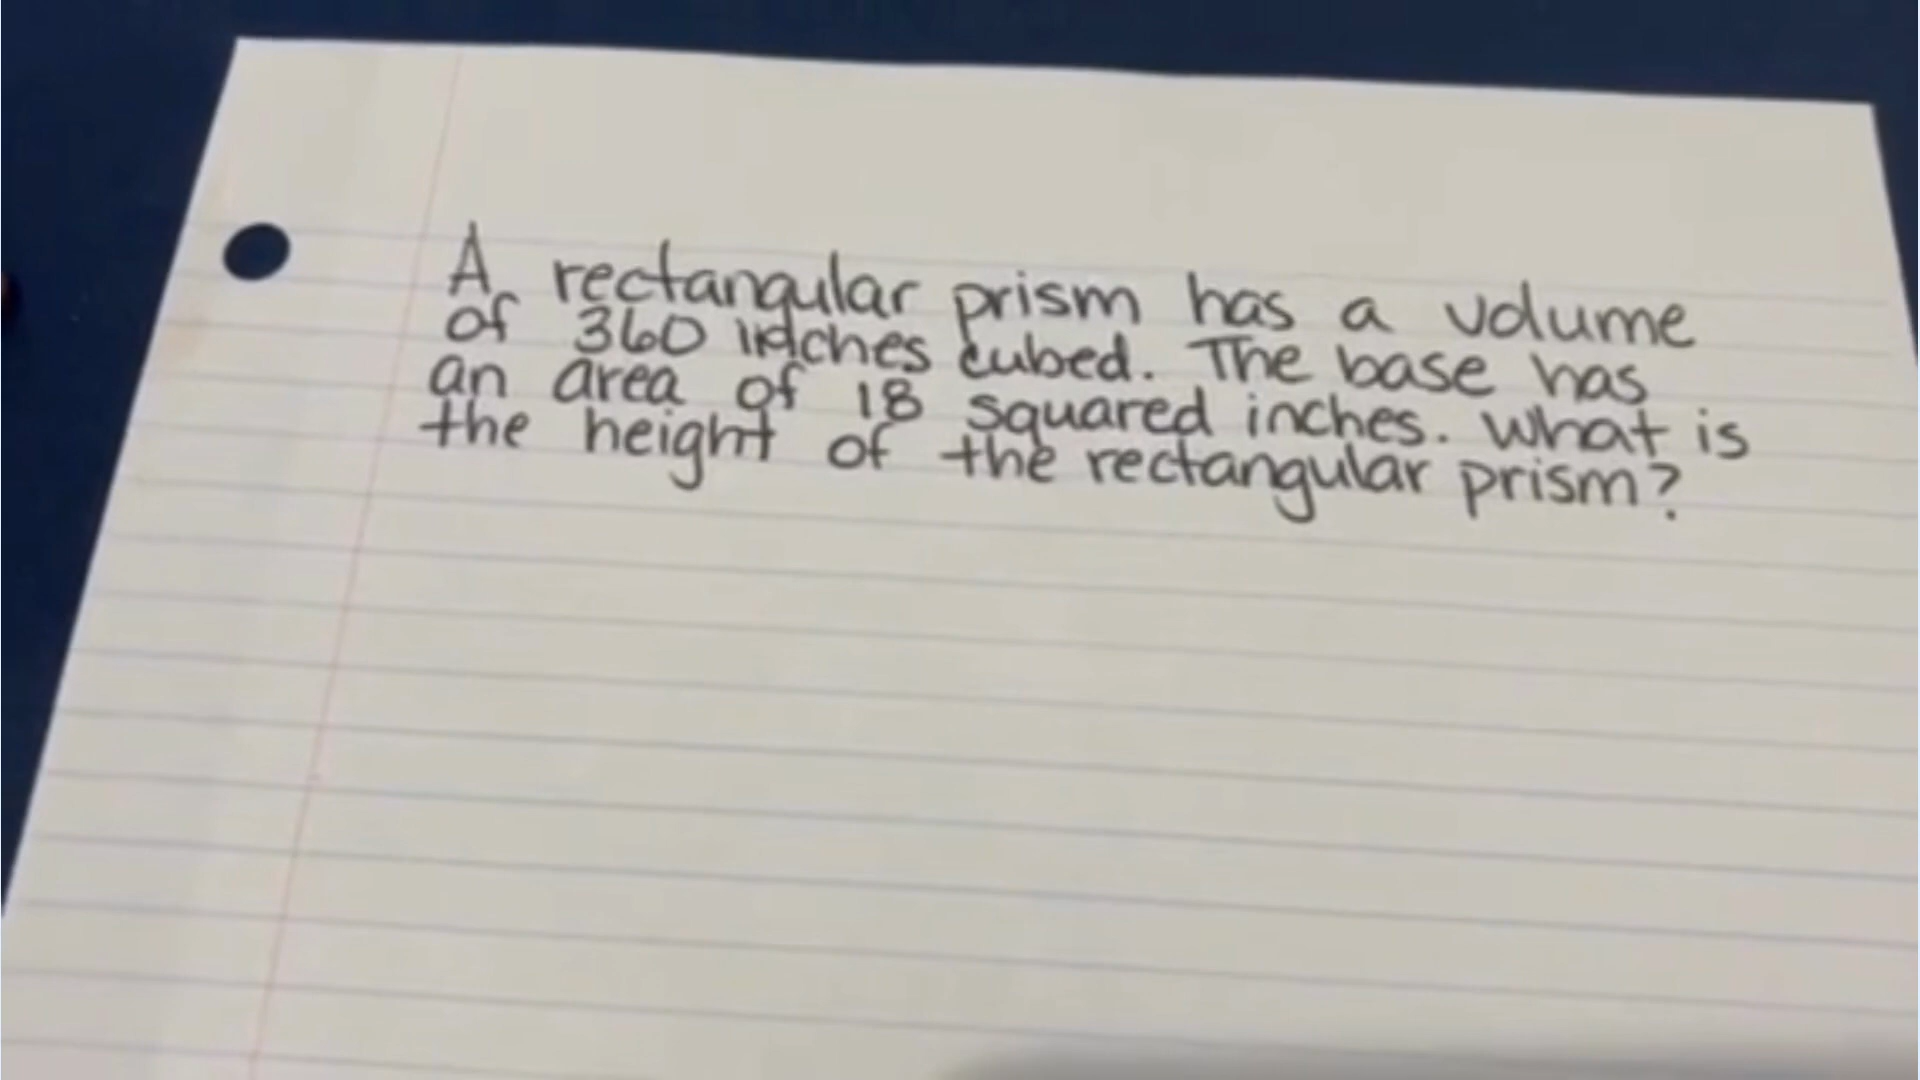 A rectangular prism has a volume
of 360 inches cubed. The base has
an area of 18 squared inches. What is
the height of the rectangular prism?